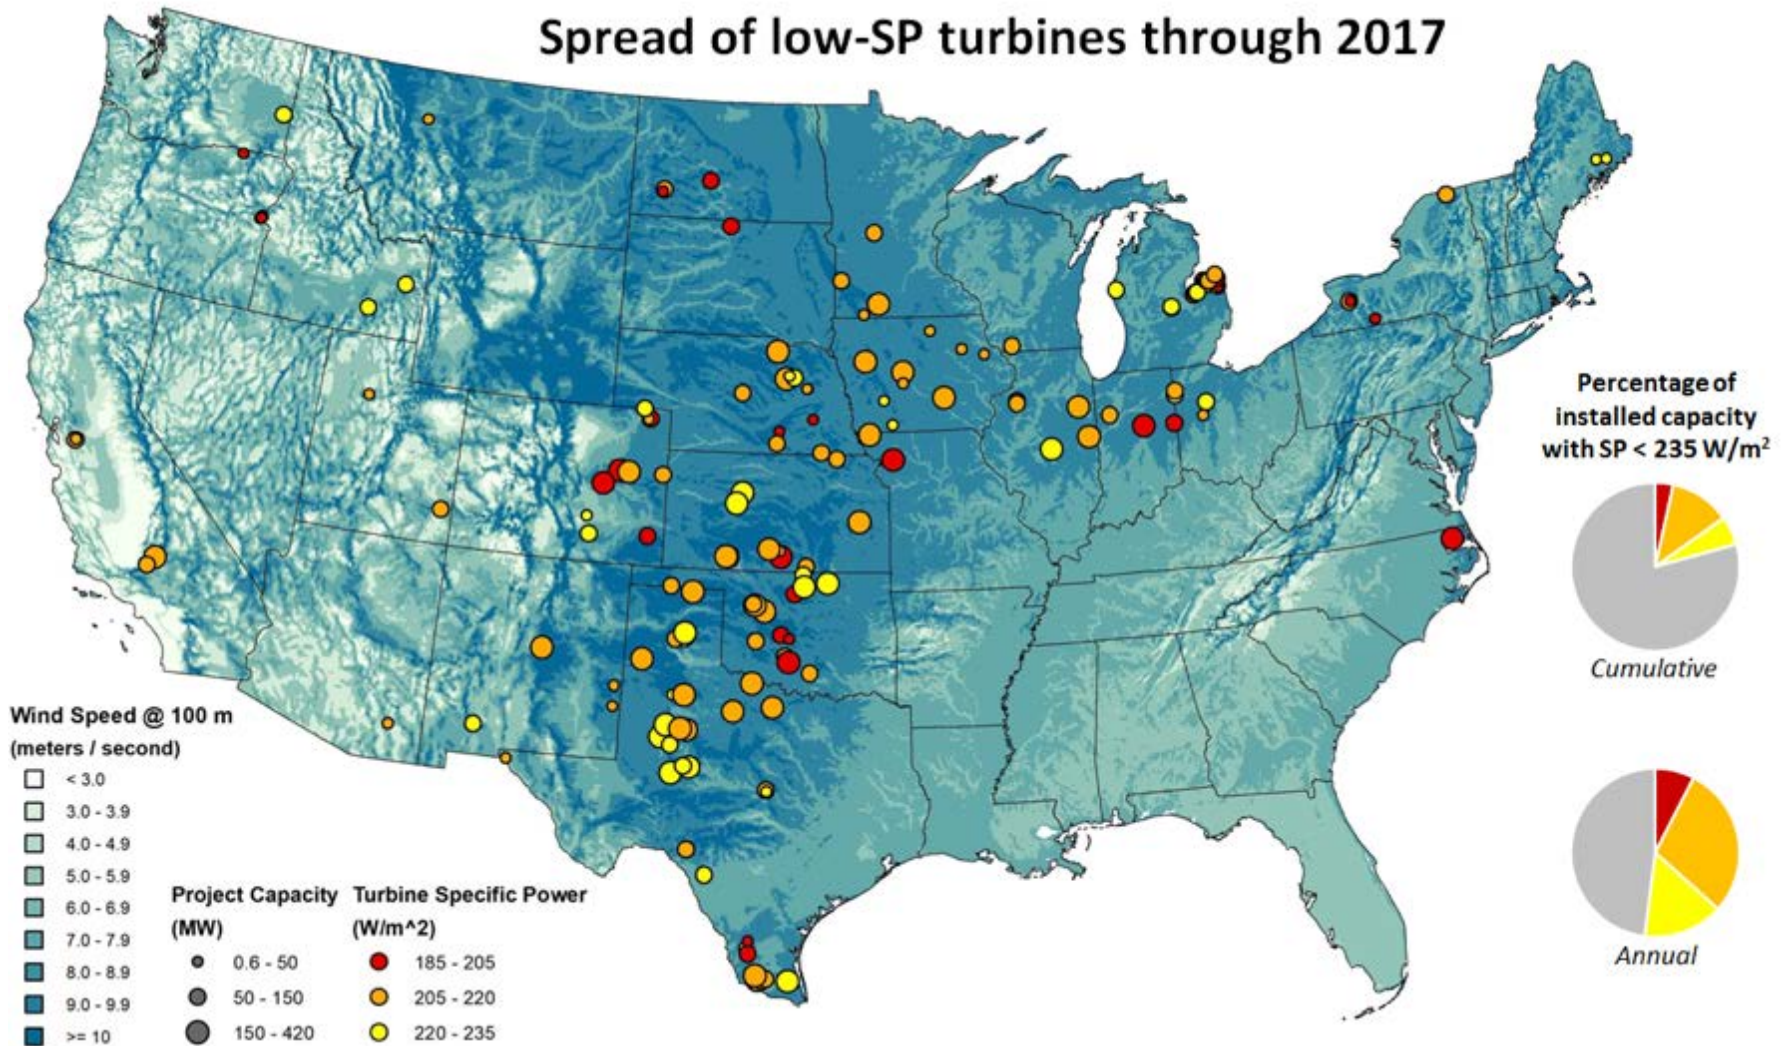 Spread of low-SP turbines through 2017
Percentage of
installed capacity
with SP < 235 W/m²
Cumulative
Annual
Wind Speed @ 100 m
(meters / second)
< 3.0
3.0 - 3.9
4.0 - 4.9
5.0 - 5.9
6.0 - 6.9
7.0 - 7.9
8.0 - 8.9
9.0 - 9.9
>= 10
Project Capacity
(MW)
0.6 - 50
50 - 150
150 - 420
Turbine Specific Power
(W/m^2)
185 - 205
205 - 220
220 - 235